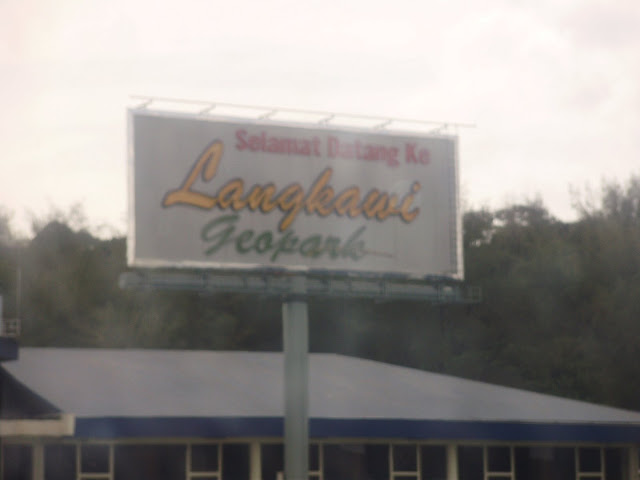 Selamat Datang Ke
Langkawi
Geopark